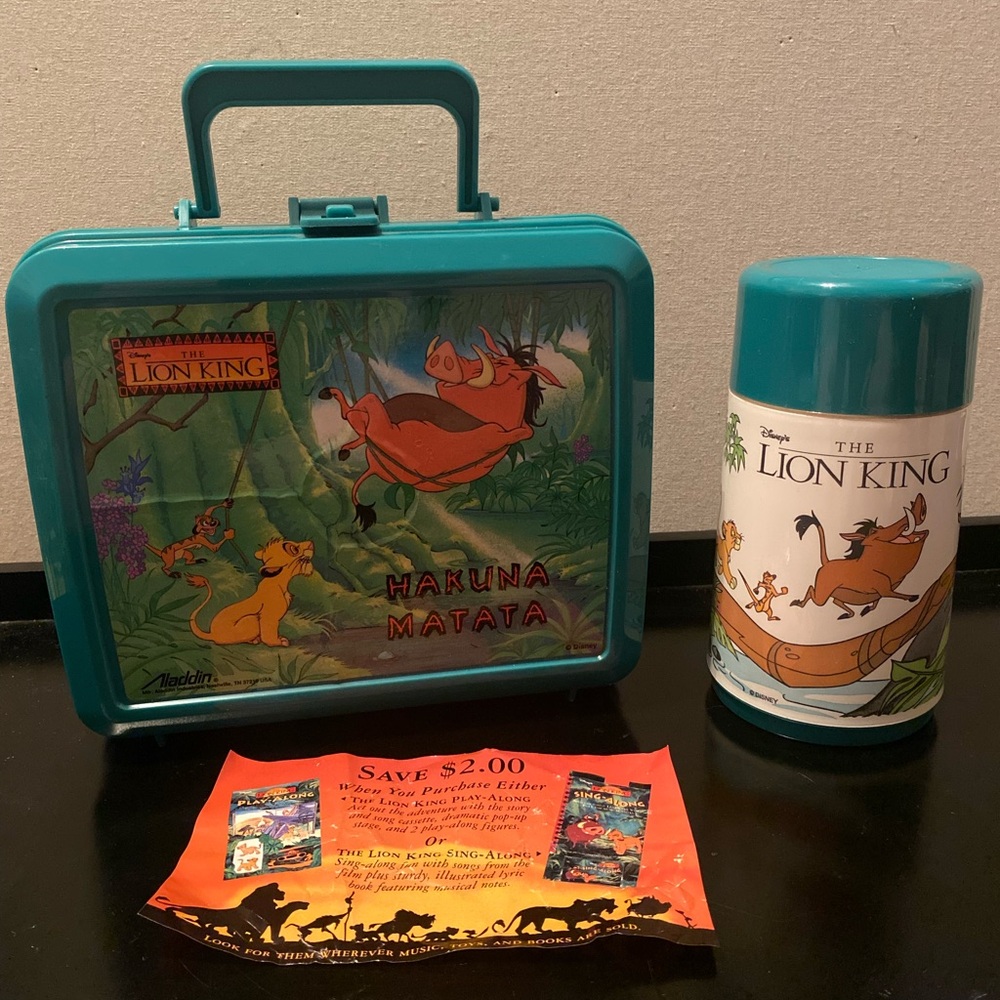 Disney's
THE
LION KING
HAKUNA
MATATA
© Disney
Aladdin®
Disney's
THE
LION KING
© DISNEY
SAVE $2.00
When You Purchase Either
THE LION KING PLAY-ALONG
Act out the adventure with the story
and song cassette, dramatic pop-up
stage, and 2 play-along figures.
Or
THE LION KING SING-ALONG
Sing-along fun with songs from the
film plus sturdy, illustrated lyric
book featuring musical notes.
PLAY-ALONG
SING-ALONG
LOOK FOR THEM WHEREVER MUSIC, TOYS, AND BOOKS ARE SOLD.